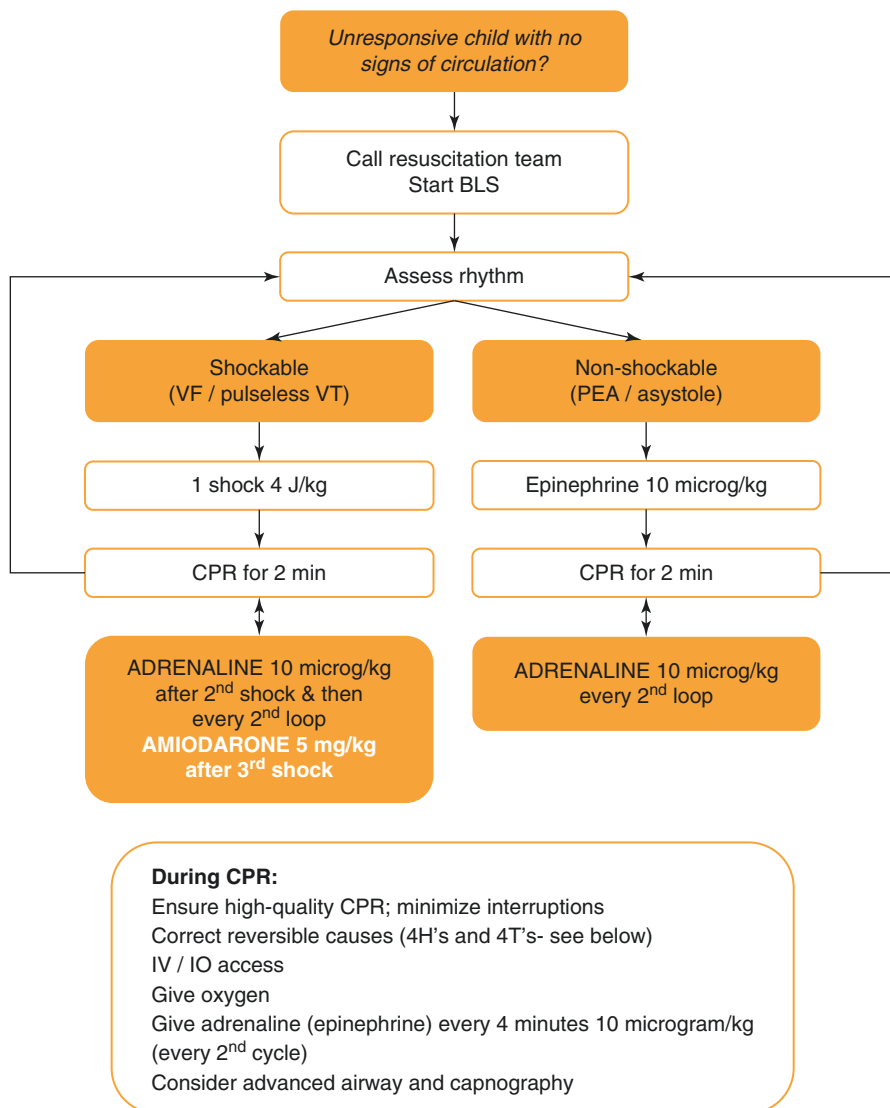 Unresponsive child with no
signs of circulation?
Call resuscitation team
Start BLS
Assess rhythm
Shockable
(VF / pulseless VT)
Non-shockable
(PEA / asystole)
1 shock 4 J/kg
Epinephrine 10 microg/kg
CPR for 2 min
CPR for 2 min
ADRENALINE 10 microg/kg
after 2nd shock & then
every 2nd loop
AMIODARONE 5 mg/kg
after 3rd shock
ADRENALINE 10 microg/kg
every 2nd loop
During CPR:
Ensure high-quality CPR; minimize interruptions
Correct reversible causes (4H's and 4T's- see below)
IV / IO access
Give oxygen
Give adrenaline (epinephrine) every 4 minutes 10 microgram/kg
(every 2nd cycle)
Consider advanced airway and capnography